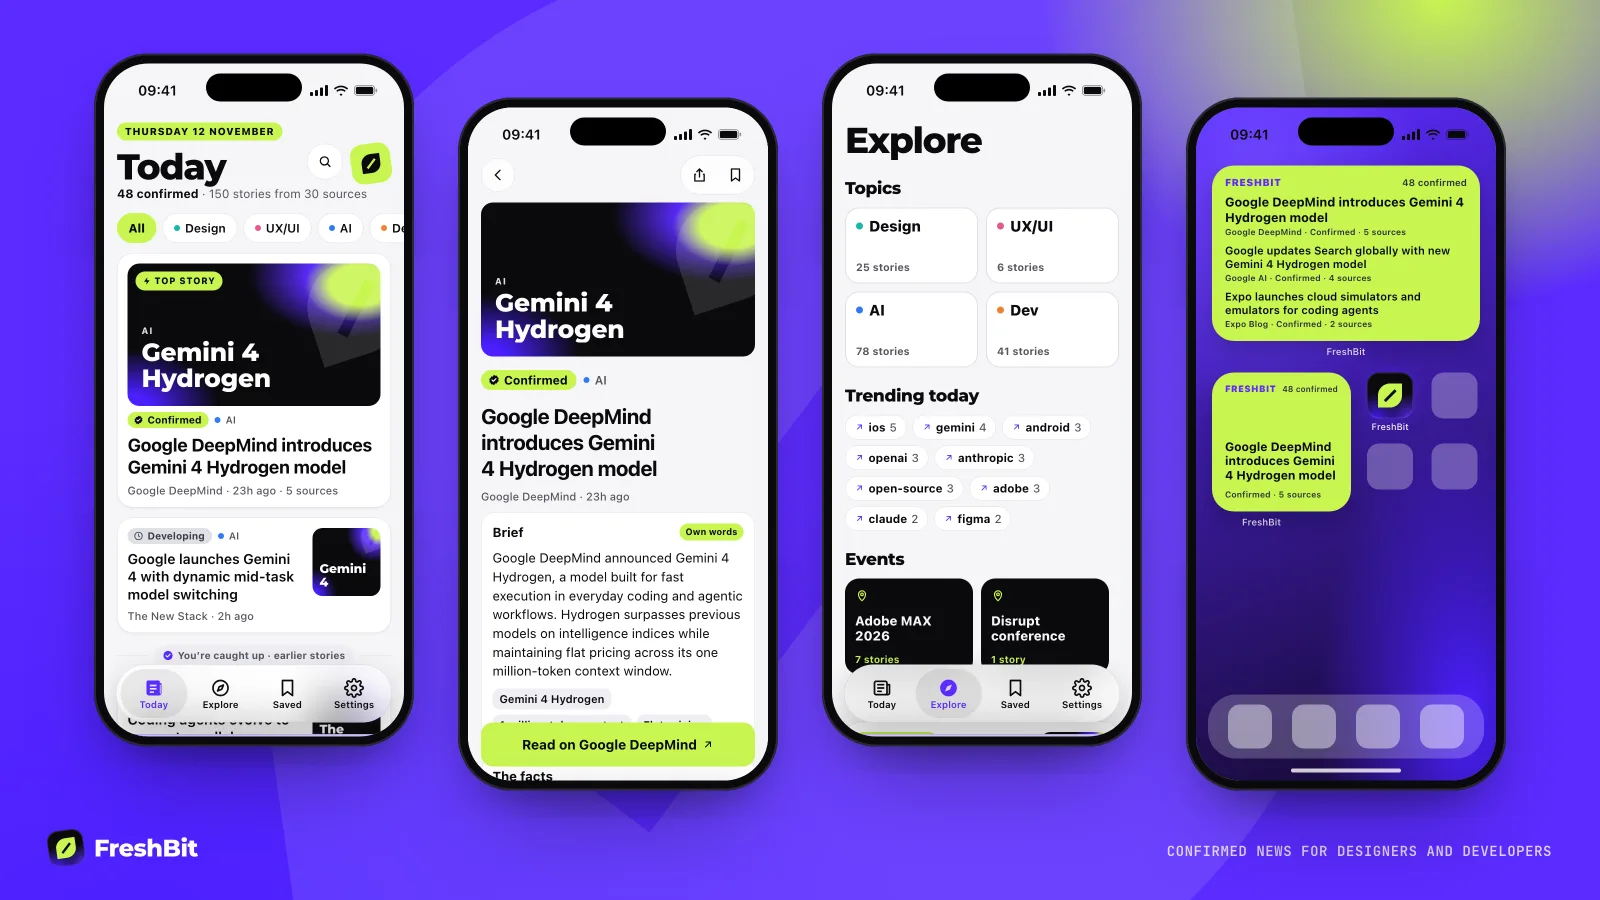 09:41
THURSDAY 12 NOVEMBER
Today
48 confirmed · 150 stories from 30 sources
All
Design
UX/UI
AI
De
TOP STORY
AI
Gemini 4
Hydrogen
Confirmed
AI
Google DeepMind introduces
Gemini 4 Hydrogen model
Google DeepMind · 23h ago · 5 sources
Developing
AI
Google launches Gemini
4 with dynamic mid-task
model switching
The New Stack · 2h ago
Gemini
4
You're caught up · earlier stories
Today
Explore
Saved
Settings
Coding agents evolve to
The
09:41
AI
Gemini 4
Hydrogen
Confirmed
AI
Google DeepMind
introduces Gemini
4 Hydrogen model
Google DeepMind · 23h ago
Brief
Own words
Google DeepMind announced Gemini 4
Hydrogen, a model built for fast
execution in everyday coding and agentic
workflows. Hydrogen surpasses previous
models on intelligence indices while
maintaining flat pricing across its one
million-token context window.
Gemini 4 Hydrogen
Read on Google DeepMind
The facts
09:41
Explore
Topics
Design
25 stories
UX/UI
6 stories
AI
78 stories
Dev
41 stories
Trending today
ios 5
gemini 4
android 3
openai 3
anthropic 3
open-source 3
adobe 3
claude 2
figma 2
Events
Adobe MAX
2026
7 stories
Disrupt
conference
1 story
Today
Explore
Saved
Settings
09:41
FRESHBIT
48 confirmed
Google DeepMind introduces Gemini 4
Hydrogen model
Google DeepMind · Confirmed · 5 sources
Google updates Search globally with new
Gemini 4 Hydrogen model
Google AI · Confirmed · 4 sources
Expo launches cloud simulators and
emulators for coding agents
Expo Blog · Confirmed · 2 sources
FreshBit
FRESHBIT
48 confirmed
Google DeepMind
introduces Gemini
4 Hydrogen model
Confirmed · 5 sources
FreshBit
FreshBit
FreshBit
CONFIRMED NEWS FOR DESIGNERS AND DEVELOPERS